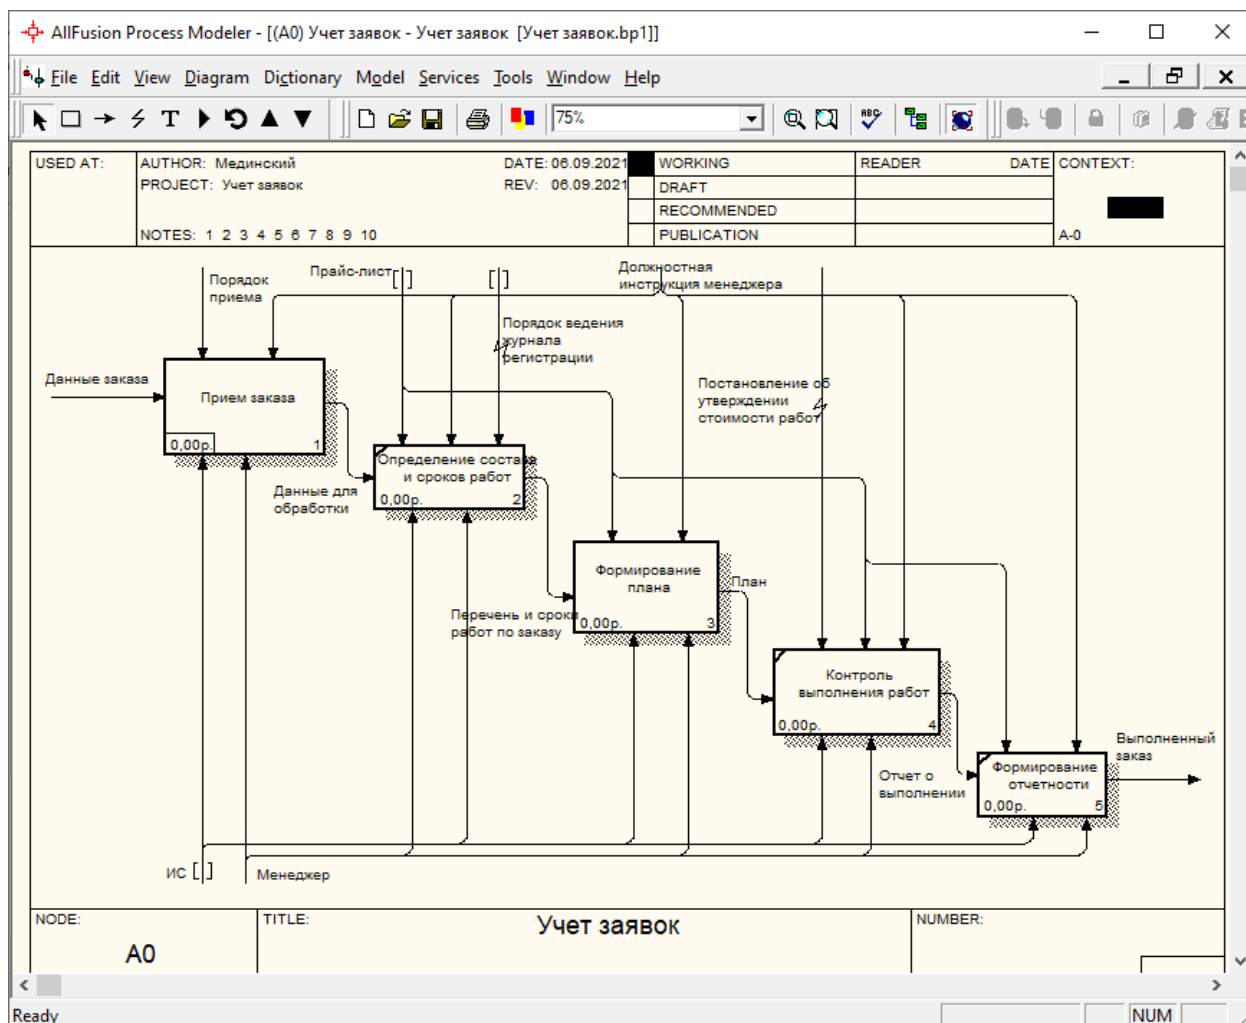 AllFusion Process Modeler - [(A0) Учет заявок - Учет заявок  [Учет заявок.bp1]]
File Edit View Diagram Dictionary Model Services Tools Window Help
75%
USED AT:
AUTHOR: Мединский
DATE: 06.09.2021
WORKING
READER
DATE
CONTEXT:
PROJECT: Учет заявок
REV: 06.09.2021
DRAFT
RECOMMENDED
NOTES: 1 2 3 4 5 6 7 8 9 10
PUBLICATION
A-0
Порядок
приема
Прайс-лист
Должностная
инструкция менеджера
Порядок ведения
журнала
регистрации
Данные заказа
Прием заказа
0,00р.
1
Постановление об
утверждении
стоимости работ
Определение состава
и сроков работ
0,00р.
2
Данные для
обработки
Формирование
плана
0,00р.
3
План
Перечень и сроки
работ по заказу
Контроль
выполнения работ
0,00р.
4
Выполненный
заказ
Формирование
отчетности
0,00р.
5
Отчет о
выполнении
ИС
Менеджер
NODE:
TITLE:
Учет заявок
NUMBER:
A0
Ready
NUM